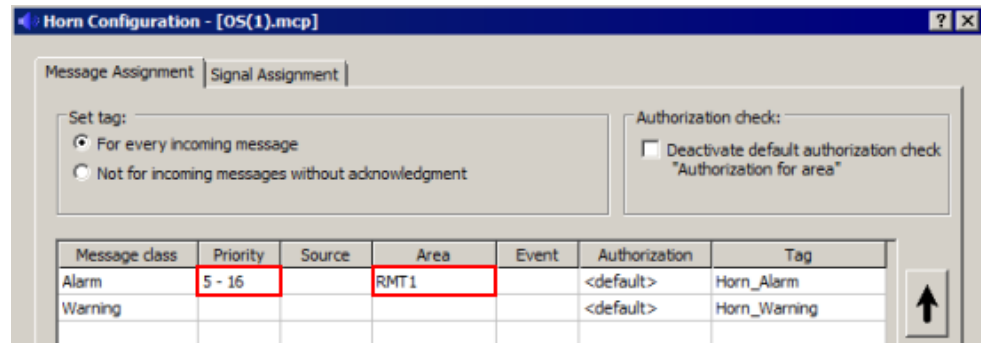 Horn Configuration - [OS(1).mcp]
Message Assignment Signal Assignment
Set tag:
For every incoming message
Not for incoming messages without acknowledgment
Authorization check:
Deactivate default authorization check
"Authorization for area"
Message class Priority Source Area Event Authorization Tag
Alarm 5 - 16 RMT1 <default> Horn_Alarm
Warning <default> Horn_Warning